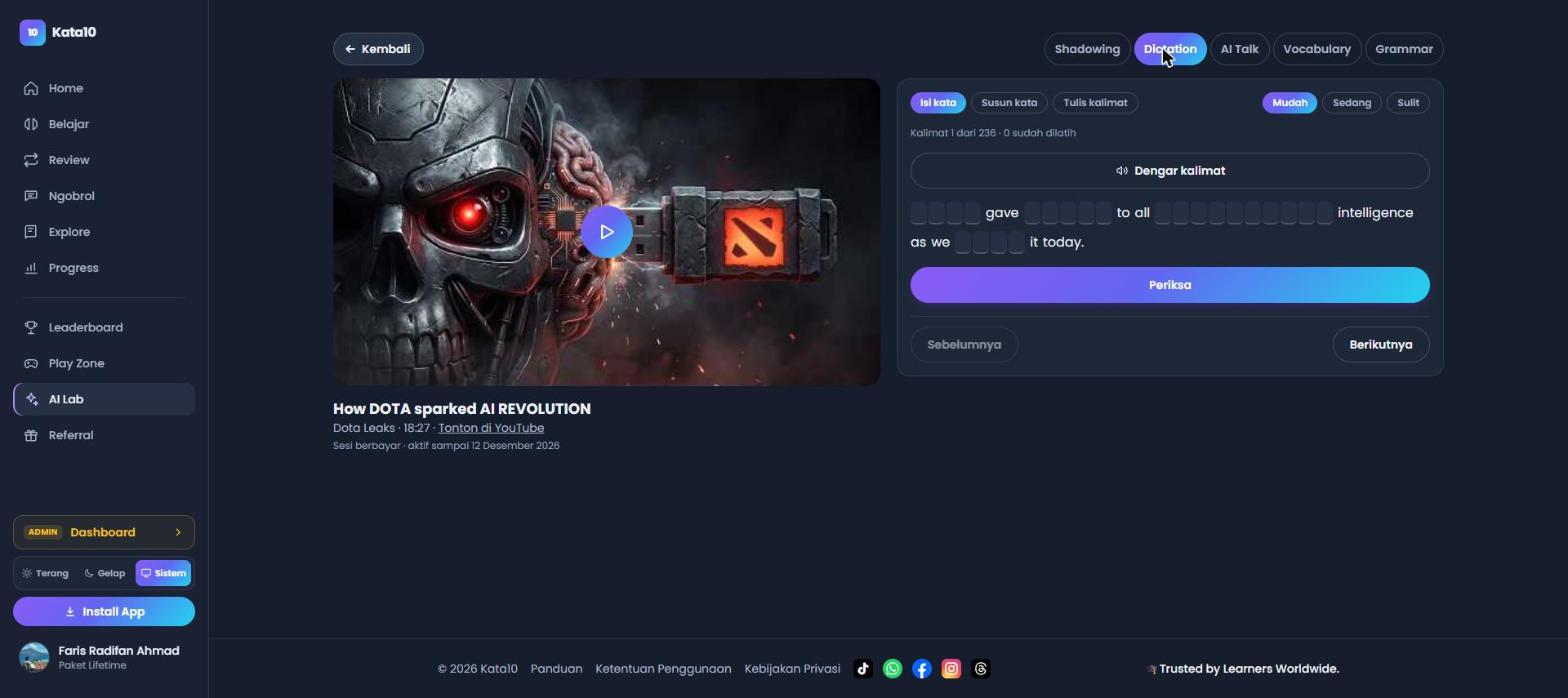 10 Kata10
Home
Belajar
Review
Ngobrol
Explore
Progress
Leaderboard
Play Zone
AI Lab
Referral
ADMIN Dashboard
Terang Gelap Sistem
Install App
Faris Radifan Ahmad
Paket Lifetime
Kembali
Shadowing Dictation AI Talk Vocabulary Grammar
How DOTA sparked AI REVOLUTION
Dota Leaks · 18:27 · Tonton di YouTube
Sesi berbayar · aktif sampai 12 Desember 2026
Isi kata Susun kata Tulis kalimat Mudah Sedang Sulit
Kalimat 1 dari 236 · 0 sudah dilatih
Dengar kalimat
gave to all intelligence
as we it today.
Periksa
Sebelumnya Berikutnya
© 2026 Kata10 Panduan Ketentuan Penggunaan Kebijakan Privasi
Trusted by Learners Worldwide.